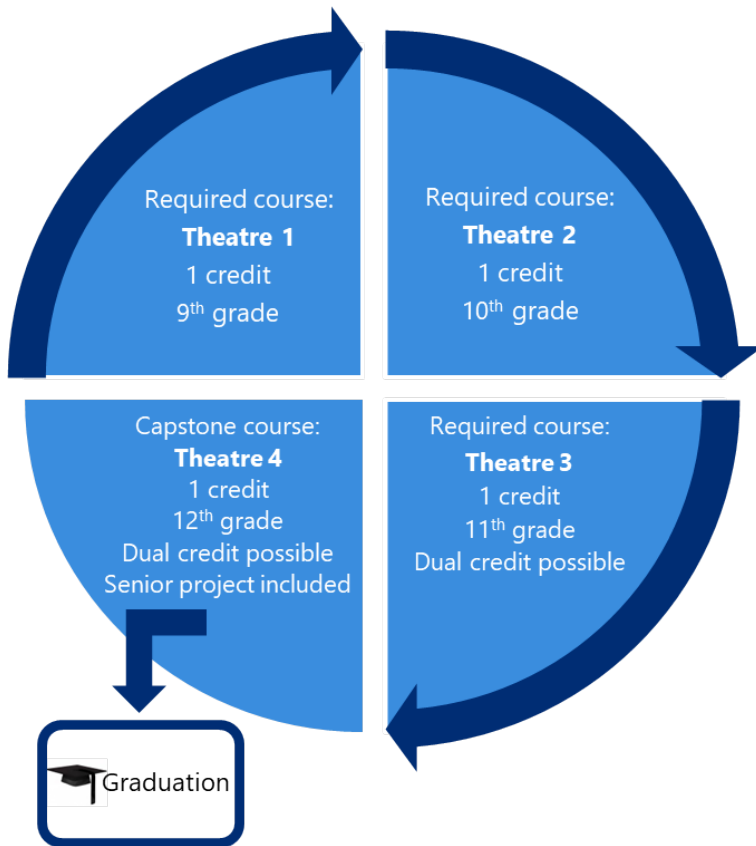 Required course:
Theatre 1
1 credit
9th grade
Required course:
Theatre 2
1 credit
10th grade
Required course:
Theatre 3
1 credit
11th grade
Dual credit possible
Capstone course:
Theatre 4
1 credit
12th grade
Dual credit possible
Senior project included
Graduation